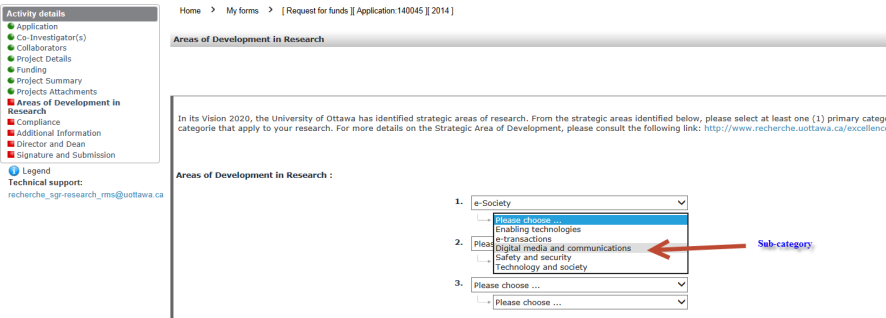 Activity details
Application
Co-Investigator(s)
Collaborators
Project Details
Funding
Project Summary
Projects Attachments
Areas of Development in
Research
Compliance
Additional Information
Director and Dean
Signature and Submission
Legend
Technical support:
recherche_sgr-research_rms@uottawa.ca
Home > My forms > [ Request for funds ][ Application:140045 ][ 2014 ]
Areas of Development in Research
In its Vision 2020, the University of Ottawa has identified strategic areas of research. From the strategic areas identified below, please select at least one (1) primary catego
categorie that apply to your research. For more details on the Strategic Area of Development, please consult the following link: http://www.recherche.uottawa.ca/excellence
Areas of Development in Research :
1. e-Society
Please choose ...
Enabling technologies
e-transactions
2. Pleas
Digital media and communications
Sub-category
Safety and security
Technology and society
3. Please choose ...
Please choose ...